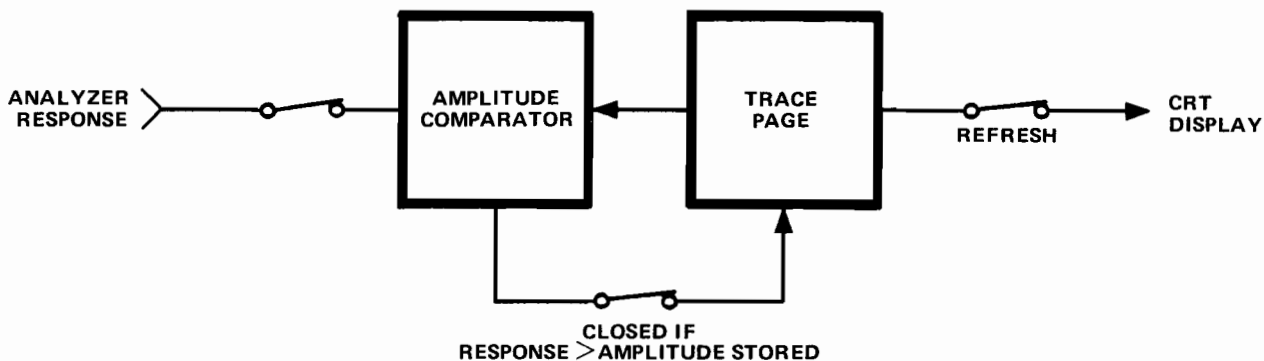 ANALYZER
RESPONSE
AMPLITUDE
COMPARATOR
TRACE
PAGE
REFRESH
CRT
DISPLAY
CLOSED IF
RESPONSE > AMPLITUDE STORED